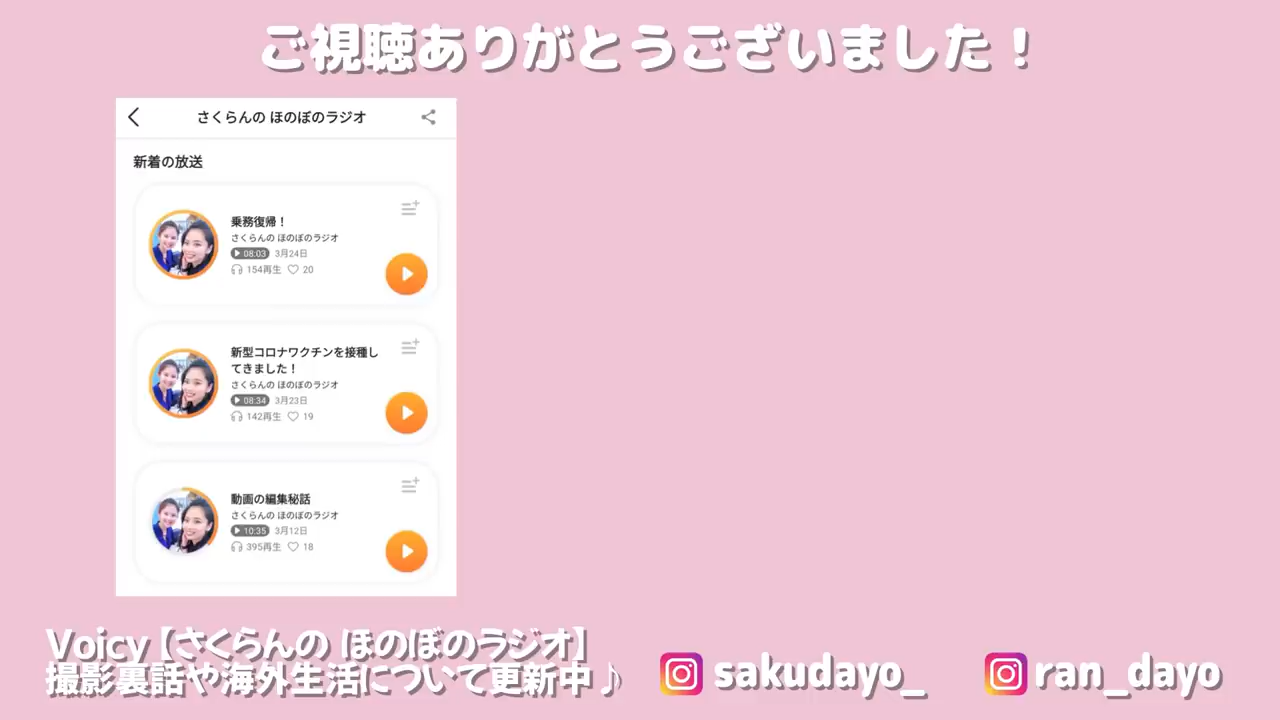 ご視聴ありがとうございました！
さくらんの ほのぼのラジオ
新着の放送
乗務復帰！
さくらんの ほのぼのラジオ
08:03 3月24日
154再生 20
新型コロナワクチンを接種し
てきました！
さくらんの ほのぼのラジオ
08:34 3月23日
142再生 19
動画の編集秘話
さくらんの ほのぼのラジオ
10:35 3月12日
395再生 18
Voicy【さくらんの ほのぼのラジオ】
撮影裏話や海外生活について更新中♪
sakudayo_
ran_dayo